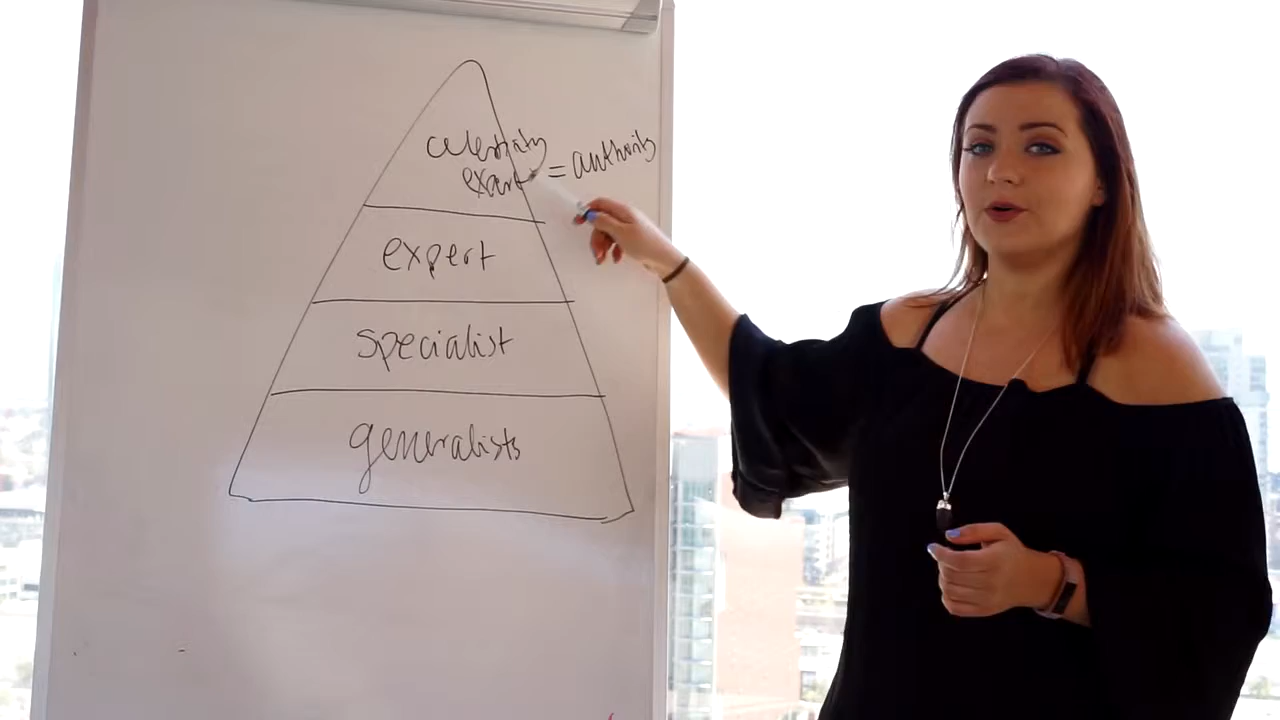 celebrity
expert = authority
expert
specialist
generalists